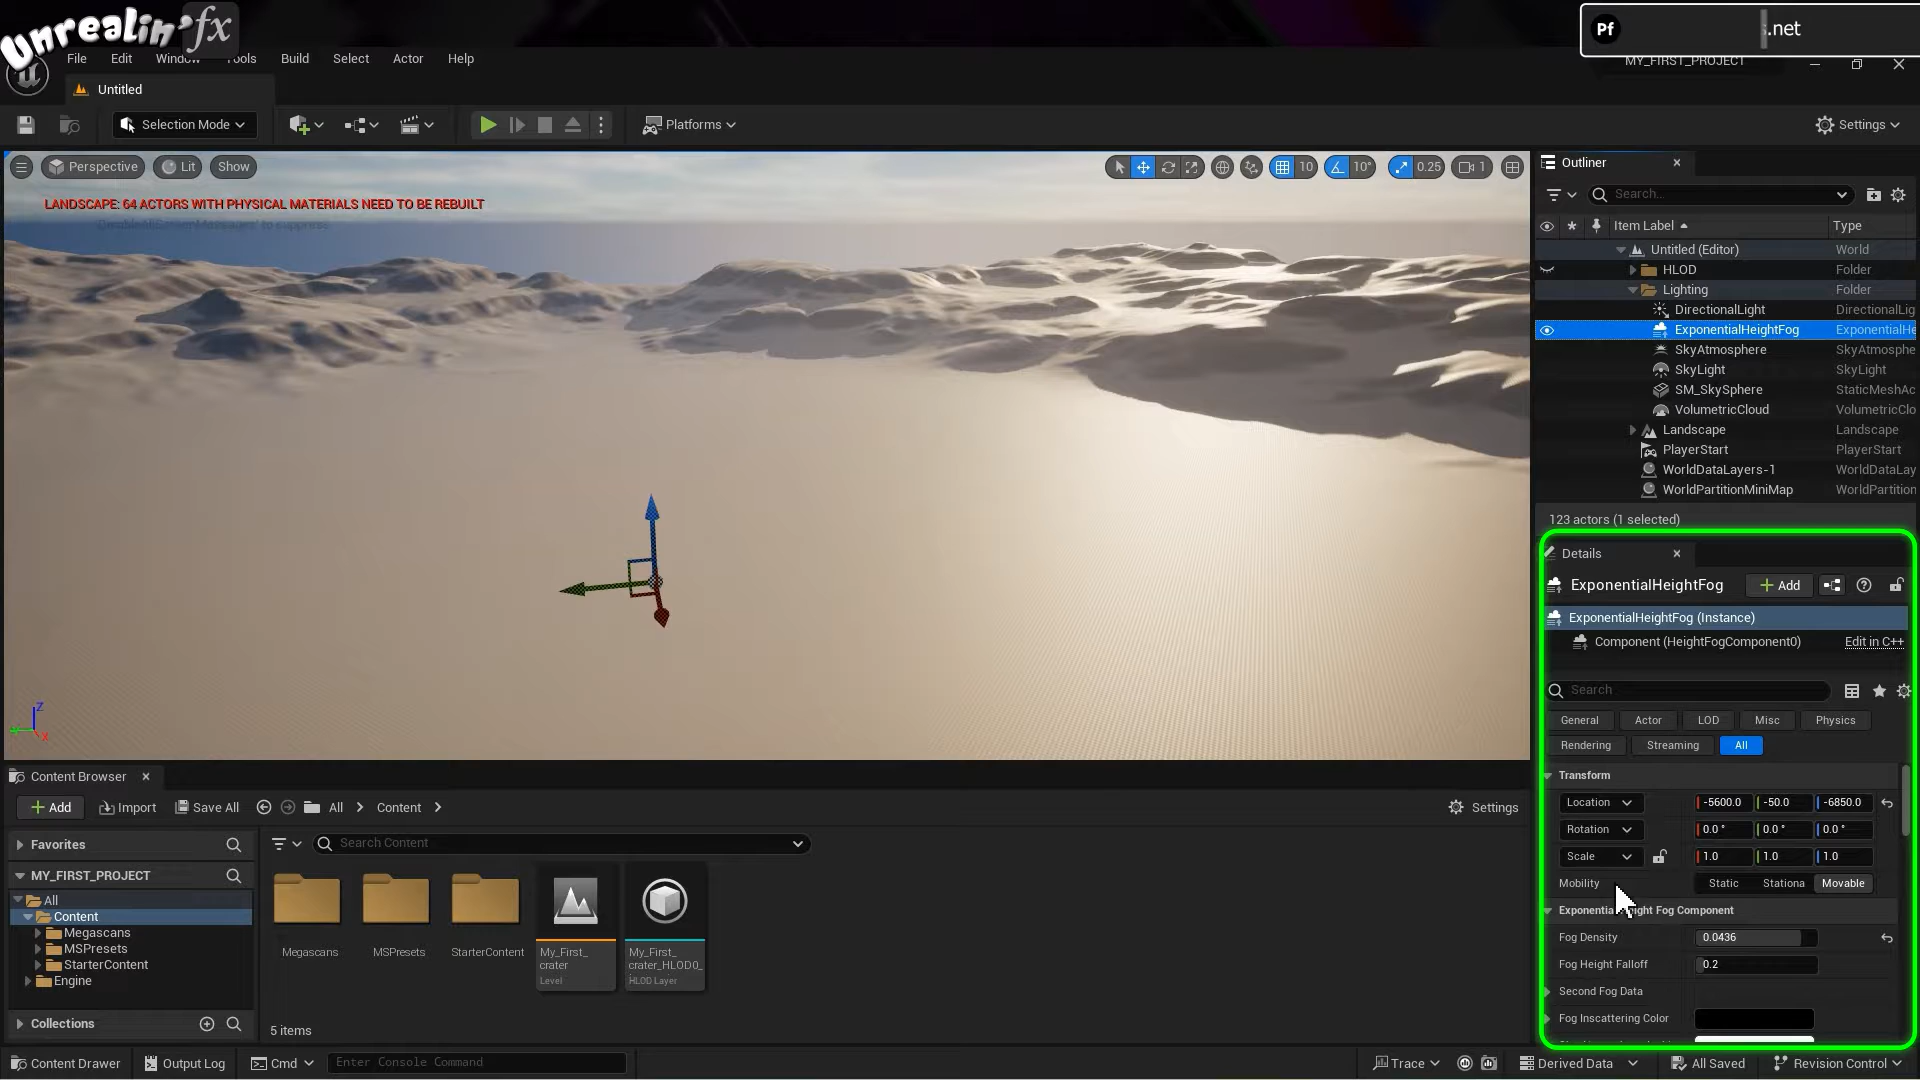 Unrealin' fx
Pf .net
File Edit Window Tools Build Select Actor Help
MY_FIRST_PROJECT
Untitled
Selection Mode
Platforms
Settings
Perspective Lit Show
10 10° 0.25 1
LANDSCAPE: 64 ACTORS WITH PHYSICAL MATERIALS NEED TO BE REBUILT
'DisableAllScreenMessages' to suppress
Z
X
Outliner
Search...
Item Label Type
Untitled (Editor) World
HLOD Folder
Lighting Folder
DirectionalLight DirectionalLig
ExponentialHeightFog ExponentialHe
SkyAtmosphere SkyAtmosphe
SkyLight SkyLight
SM_SkySphere StaticMeshAc
VolumetricCloud VolumetricClo
Landscape Landscape
PlayerStart PlayerStart
WorldDataLayers-1 WorldDataLay
WorldPartitionMiniMap WorldPartition
123 actors (1 selected)
Details
ExponentialHeightFog Add
ExponentialHeightFog (Instance)
Component (HeightFogComponent0) Edit in C++
Search
General Actor LOD Misc Physics
Rendering Streaming All
Transform
Location -5600.0 -50.0 -6850.0
Rotation 0.0 ° 0.0 ° 0.0 °
Scale 1.0 1.0 1.0
Mobility Static Stationa Movable
Exponential Height Fog Component
Fog Density 0.0436
Fog Height Falloff 0.2
Second Fog Data
Fog Inscattering Color
Content Browser
Add Import Save All All Content Settings
Favorites
Search Content
MY_FIRST_PROJECT
All
Content
Megascans
MSPresets
StarterContent
Engine
Collections
Megascans
MSPresets
StarterContent
My_First_
crater
Level
My_First_
crater_HLOD0_
HLOD Layer
5 items
Content Drawer Output Log Cmd Enter Console Command Trace Derived Data All Saved Revision Control